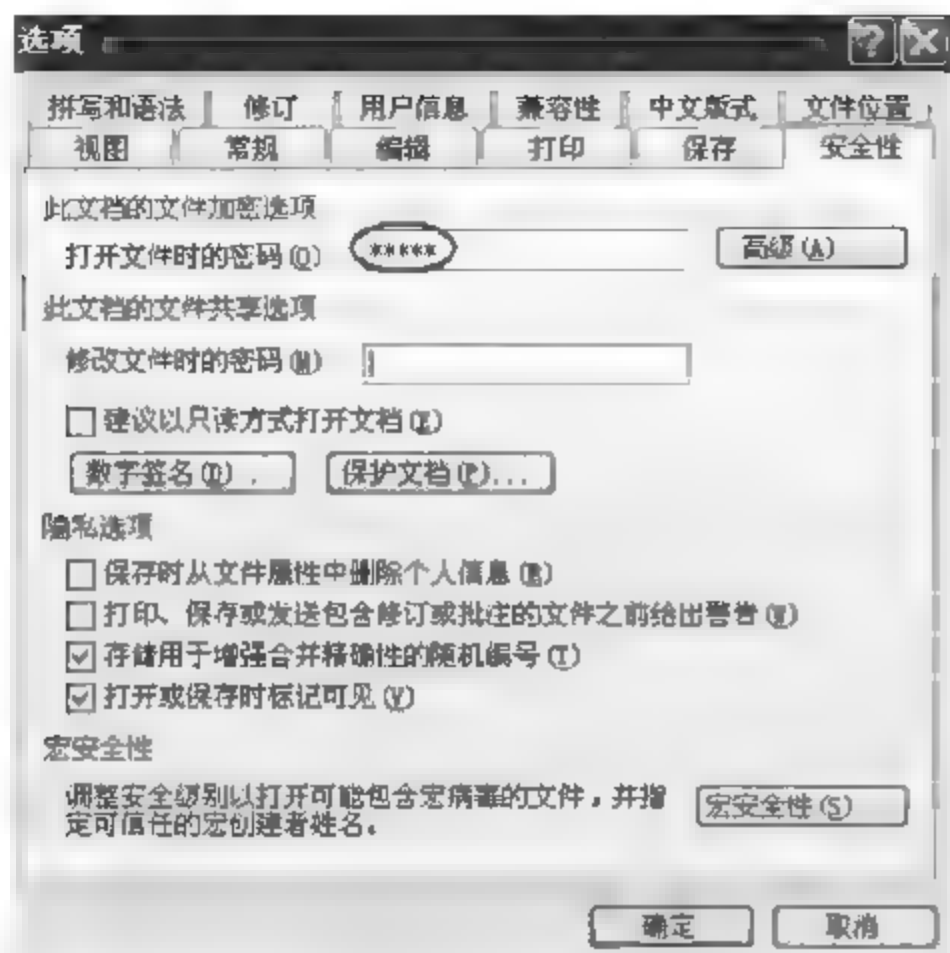 选项
拼写和语法 修订 用户信息 兼容性 中文版式 文件位置
视图 常规 编辑 打印 保存 安全性
此文档的文件加密选项
打开文件时的密码(O) ***** 高级(A)
此文档的文件共享选项
修改文件时的密码(M)
建议以只读方式打开文档(E)
数字签名(D). 保护文档(P)...
隐私选项
保存时从文件属性中删除个人信息(R)
打印、保存或发送包含修订或批注的文件之前给出警告(W)
存储用于增强合并精确性的随机编号(T)
打开或保存时标记可见(V)
宏安全性
调整安全级别以打开可能包含宏病毒的文件，并指
定可信任的宏创建者姓名。 宏安全性(S)
确定 取消